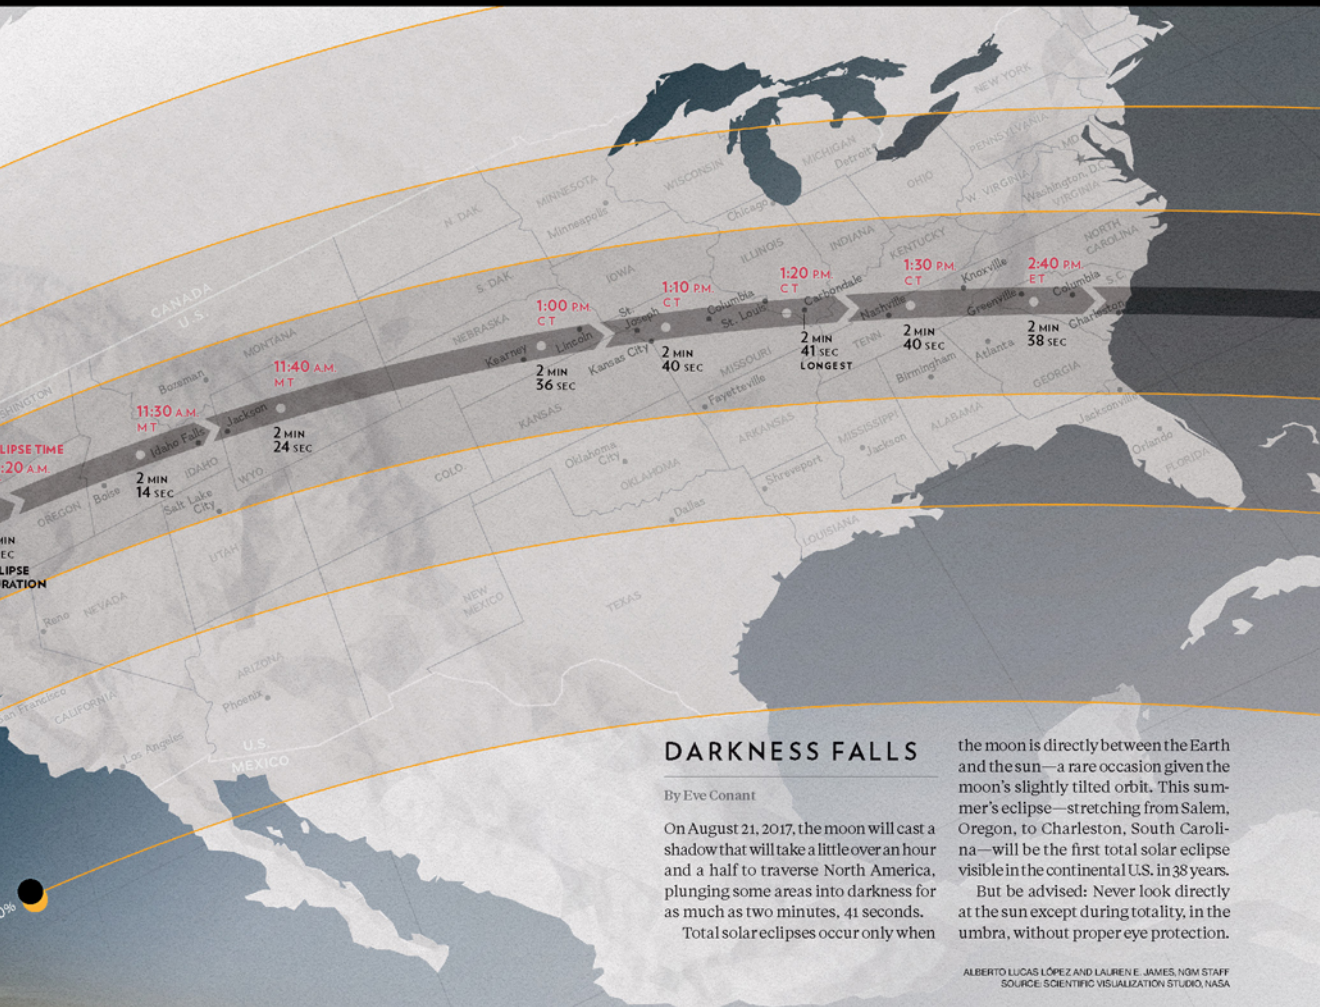 NEW YORK
PENNSYLVANIA
MD.
MICHIGAN
Detroit
WISCONSIN
OHIO
W. VIRGINIA
Washington, D.C.
VIRGINIA
MINNESOTA
Minneapolis
N. DAK.
Chicago
ILLINOIS
INDIANA
KENTUCKY
NORTH
CAROLINA
CANADA
U.S.
S. DAK.
IOWA
MONTANA
NEBRASKA
1:00 P.M.
CT
1:10 P.M.
CT
1:20 P.M.
CT
1:30 P.M.
CT
2:40 P.M.
ET
St.
Joseph
Columbia
St. Louis
Carbondale
Nashville
Knoxville
Greenville
Columbia
S.C.
Charleston
Kearney
Lincoln
Kansas City
2 MIN
36 SEC
2 MIN
40 SEC
2 MIN
41 SEC
LONGEST
2 MIN
40 SEC
2 MIN
38 SEC
MISSOURI
TENN.
Birmingham
Atlanta
GEORGIA
Bozeman
11:40 A.M.
MT
11:30 A.M.
MT
SHINGTON
LIPSE TIME
:20 A.M.
Idaho Falls
Jackson
2 MIN
24 SEC
2 MIN
14 SEC
IDAHO
WYO.
OREGON
Boise
Salt Lake
City
KANSAS
Fayetteville
ARKANSAS
MISSISSIPPI
ALABAMA
Jackson
Jacksonville
Orlando
FLORIDA
COLO.
Oklahoma
City
OKLAHOMA
Shreveport
Dallas
LOUISIANA
MIN
EC
LIPSE
RATION
UTAH
Reno
NEVADA
NEW
MEXICO
TEXAS
ARIZONA
Phoenix
San Francisco
CALIFORNIA
Los Angeles
U.S.
MEXICO
0%
DARKNESS FALLS
By Eve Conant
On August 21, 2017, the moon will cast a
shadow that will take a little over an hour
and a half to traverse North America,
plunging some areas into darkness for
as much as two minutes, 41 seconds.
Total solar eclipses occur only when
the moon is directly between the Earth
and the sun—a rare occasion given the
moon's slightly tilted orbit. This sum-
mer's eclipse—stretching from Salem,
Oregon, to Charleston, South Caroli-
na—will be the first total solar eclipse
visible in the continental U.S. in 38 years.
But be advised: Never look directly
at the sun except during totality, in the
umbra, without proper eye protection.
ALBERTO LUCAS LÓPEZ AND LAUREN E. JAMES, NGM STAFF
SOURCE: SCIENTIFIC VISUALIZATION STUDIO, NASA